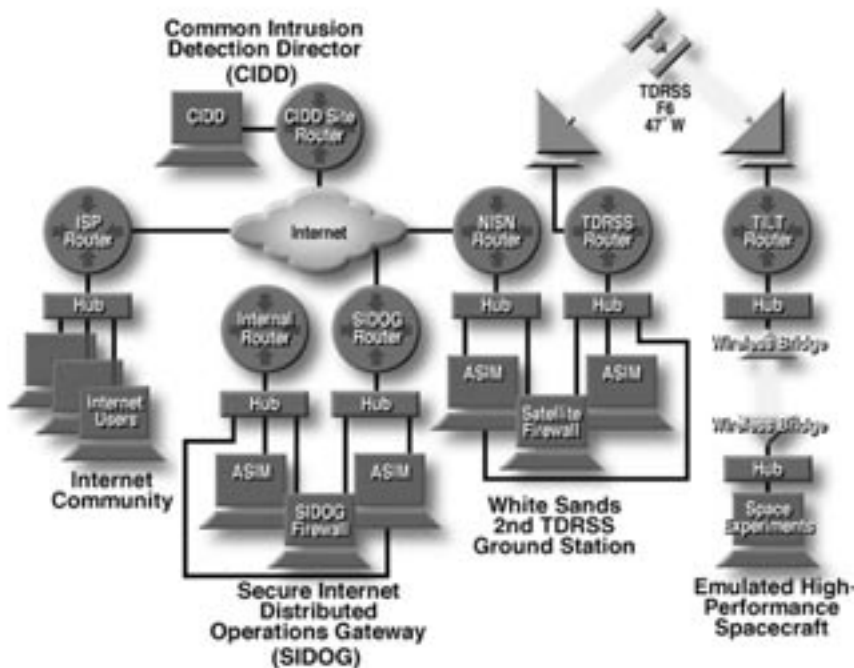 Common Intrusion
Detection Director
(CIDD)
CIDD
CIDD Site
Router
TDRSS
F6
47° W
ISP
Router
Internet
NISN
Router
TDRSS
Router
TILT
Router
Hub
Internal
Router
SIDOG
Router
Hub
Hub
Hub
Wireless Bridge
Internet
Users
Hub
Hub
ASIM
Satellite
Firewall
ASIM
Wireless Bridge
Internet
Community
ASIM
SIDOG
Firewall
ASIM
Hub
White Sands
2nd TDRSS
Ground Station
Space
Experiments
Secure Internet
Distributed
Operations Gateway
(SIDOG)
Emulated High-
Performance
Spacecraft